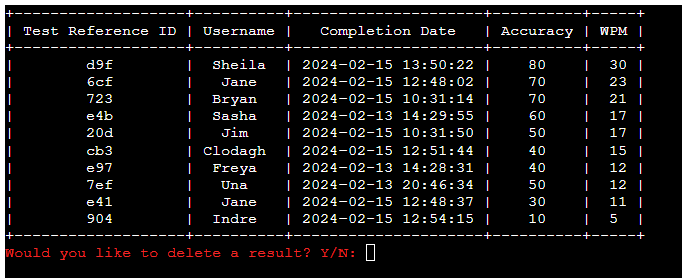 +--------------------+----------+---------------------+----------+-----+
| Test Reference ID | Username | Completion Date | Accuracy | WPM |
+--------------------+----------+---------------------+----------+-----+
| d9f | Sheila | 2024-02-15 13:50:22 | 80 | 30 |
| 6cf | Jane | 2024-02-15 12:48:02 | 70 | 23 |
| 723 | Bryan | 2024-02-15 10:31:14 | 70 | 21 |
| e4b | Sasha | 2024-02-13 14:29:55 | 60 | 17 |
| 20d | Jim | 2024-02-15 10:31:50 | 50 | 17 |
| cb3 | Clodagh | 2024-02-15 12:51:44 | 40 | 15 |
| e97 | Freya | 2024-02-13 14:28:31 | 40 | 12 |
| 7ef | Una | 2024-02-13 20:46:34 | 50 | 12 |
| e41 | Jane | 2024-02-15 12:48:37 | 30 | 11 |
| 904 | Indre | 2024-02-15 12:54:15 | 10 | 5 |
+--------------------+----------+---------------------+----------+-----+
Would you like to delete a result? Y/N: